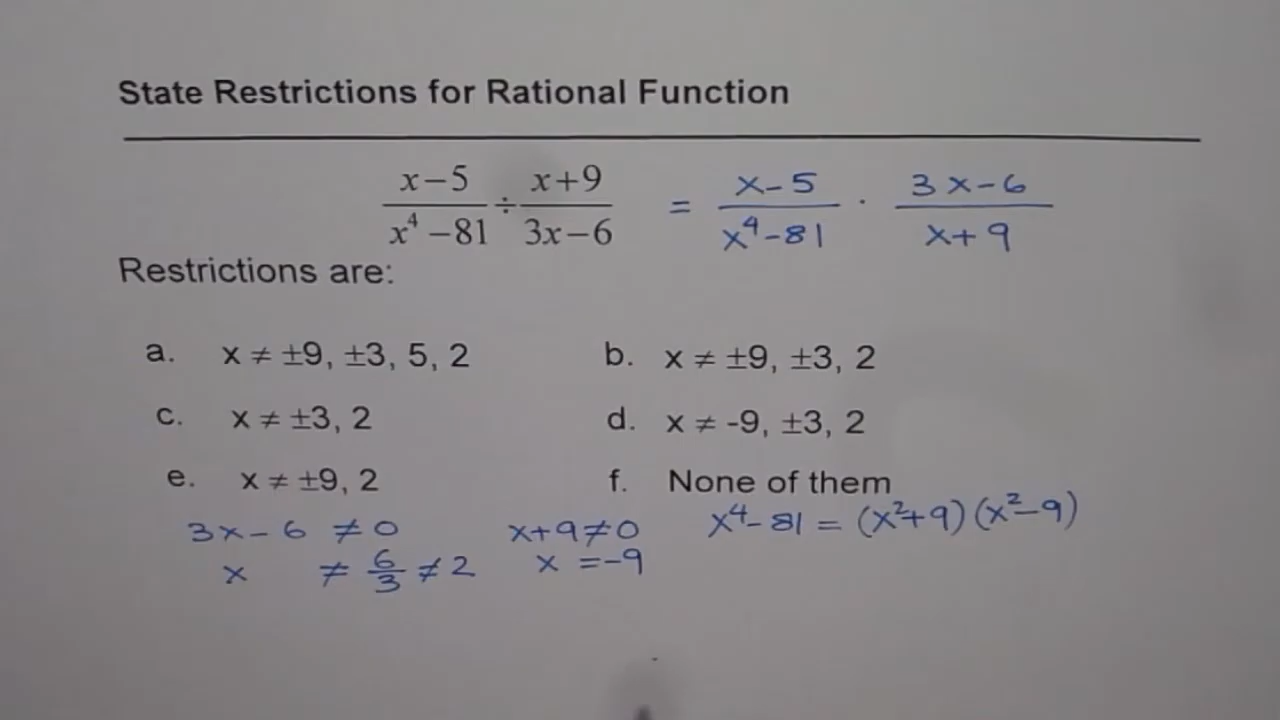 State Restrictions for Rational Function
x−5 / x⁴−81 ÷ x+9 / 3x−6 = x−5 / x⁴−81 · 3x−6 / x+9
Restrictions are:
a. x ≠ ±9, ±3, 5, 2 b. x ≠ ±9, ±3, 2
c. x ≠ ±3, 2 d. x ≠ -9, ±3, 2
e. x ≠ ±9, 2 f. None of them
3x−6 ≠ 0 x+9≠0 x⁴−81 = (x²+9)(x²−9)
x ≠ 6/3 ≠ 2 x =−9